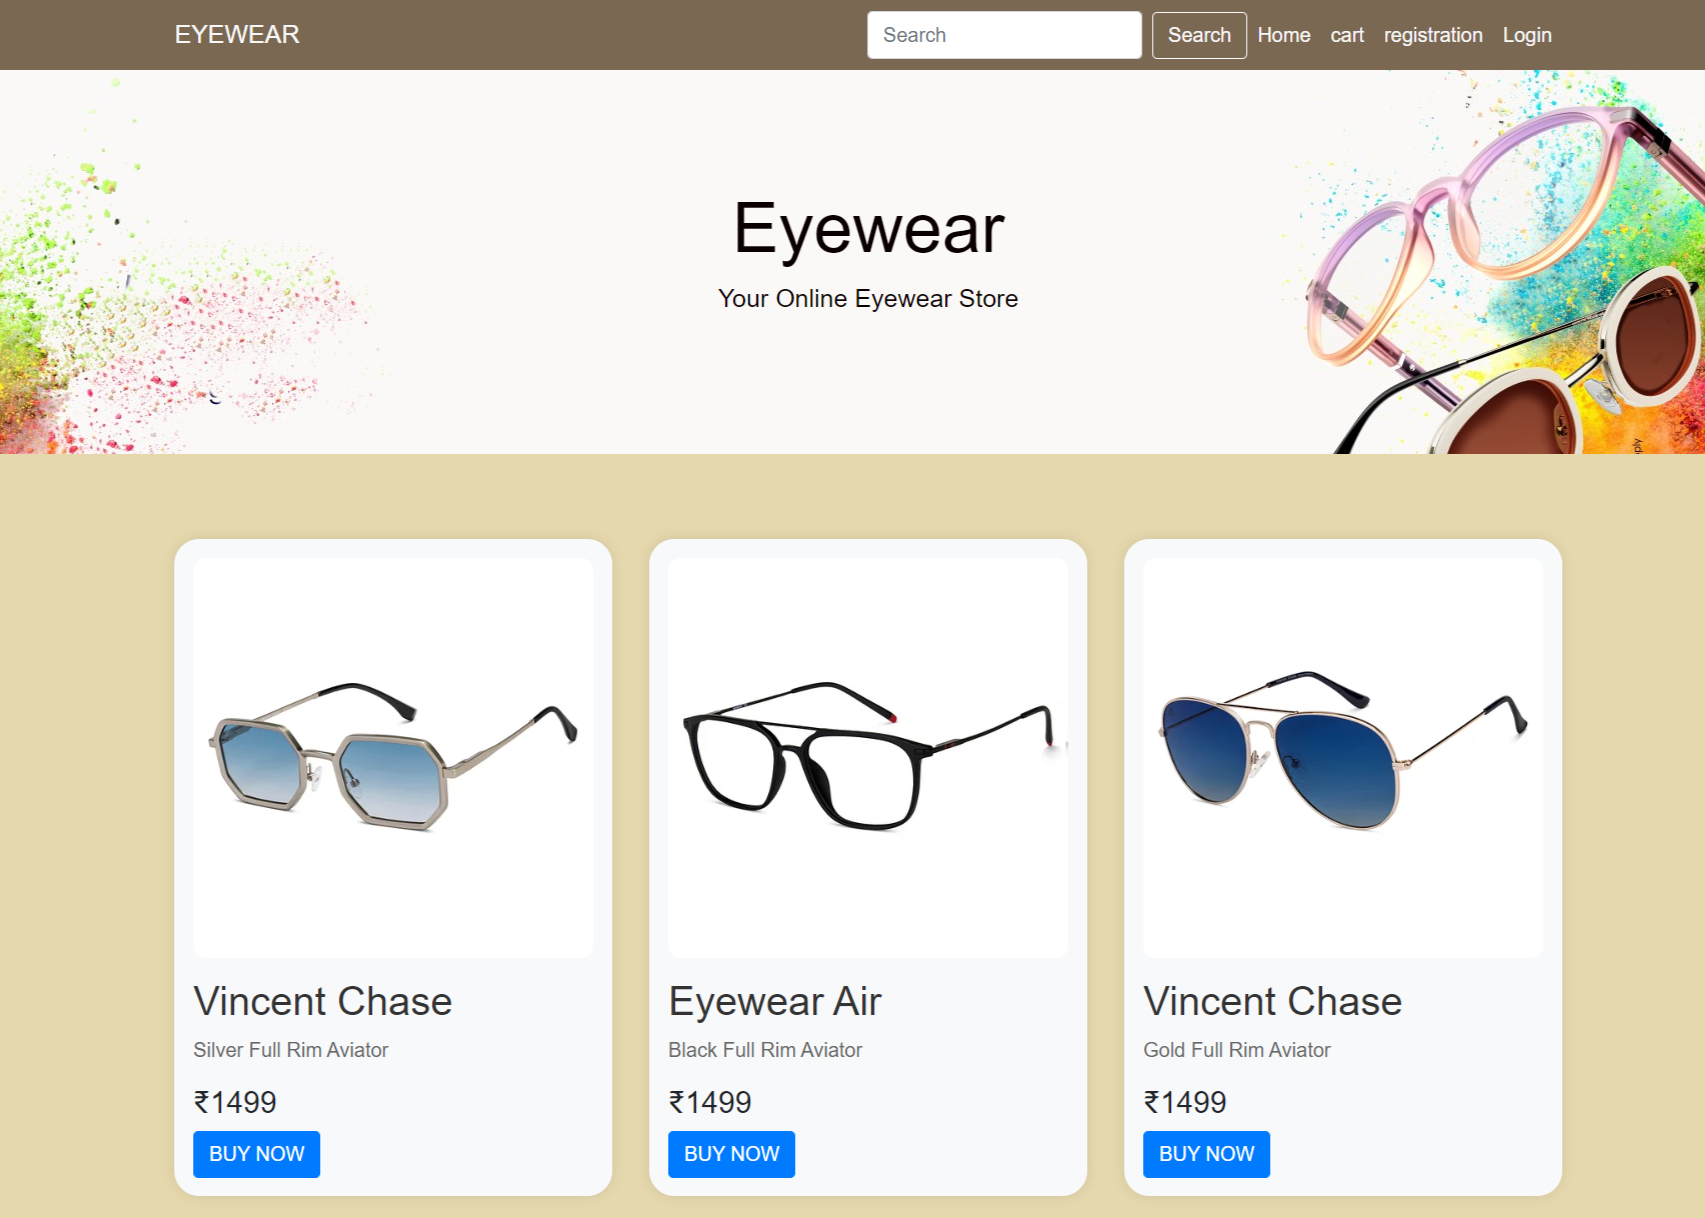 EYEWEAR
Search
Search
Home
cart
registration
Login
Eyewear
Your Online Eyewear Store
Vincent Chase
Silver Full Rim Aviator
₹1499
BUY NOW
Eyewear Air
Black Full Rim Aviator
₹1499
BUY NOW
Vincent Chase
Gold Full Rim Aviator
₹1499
BUY NOW